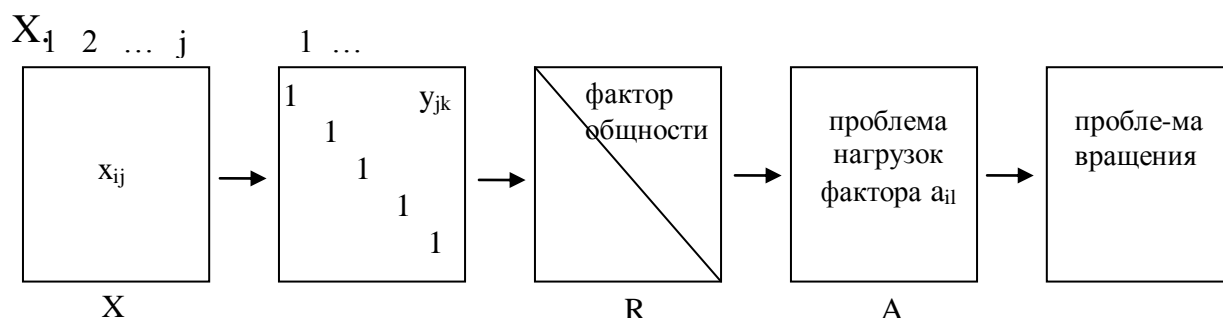 X.
1 2 … j
1 …
x_ij
1 y_jk
1
1
1
1
фактор
общности
проблема
нагрузок
фактора a_il
пробле-ма
вращения
X
R
A